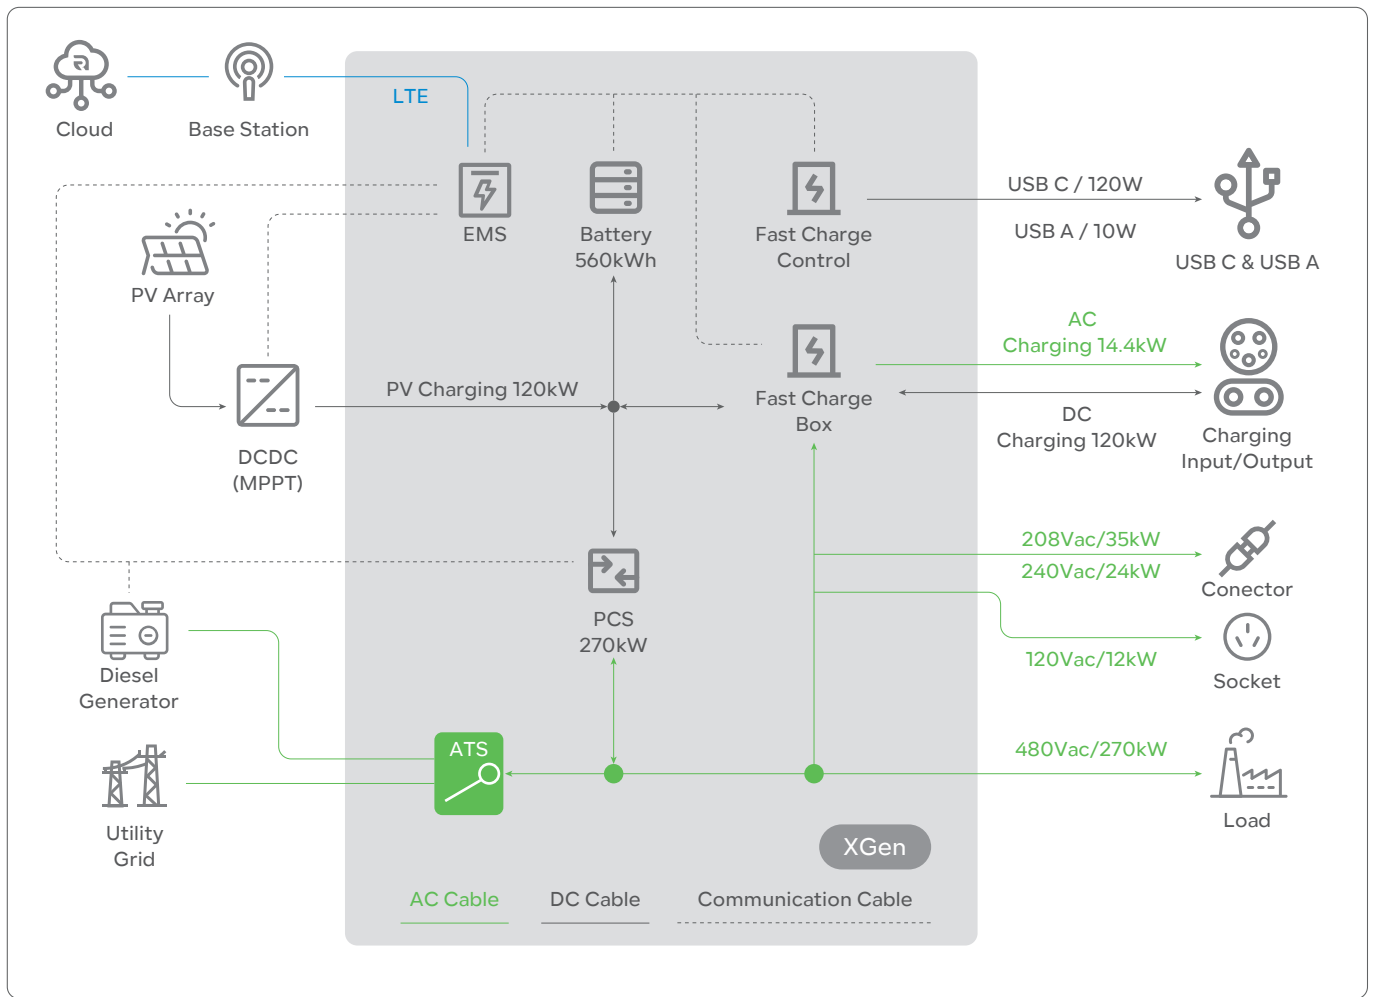 Cloud
Base Station
LTE
EMS
Battery
560kWh
Fast Charge
Control
USB C / 120W
USB A / 10W
USB C & USB A
PV Array
DCDC
(MPPT)
PV Charging 120kW
Fast Charge
Box
AC
Charging 14.4kW
DC
Charging 120kW
Charging
Input/Output
PCS
270kW
208Vac/35kW
240Vac/24kW
Conector
120Vac/12kW
Socket
Diesel
Generator
ATS
480Vac/270kW
Load
Utility
Grid
XGen
AC Cable
DC Cable
Communication Cable